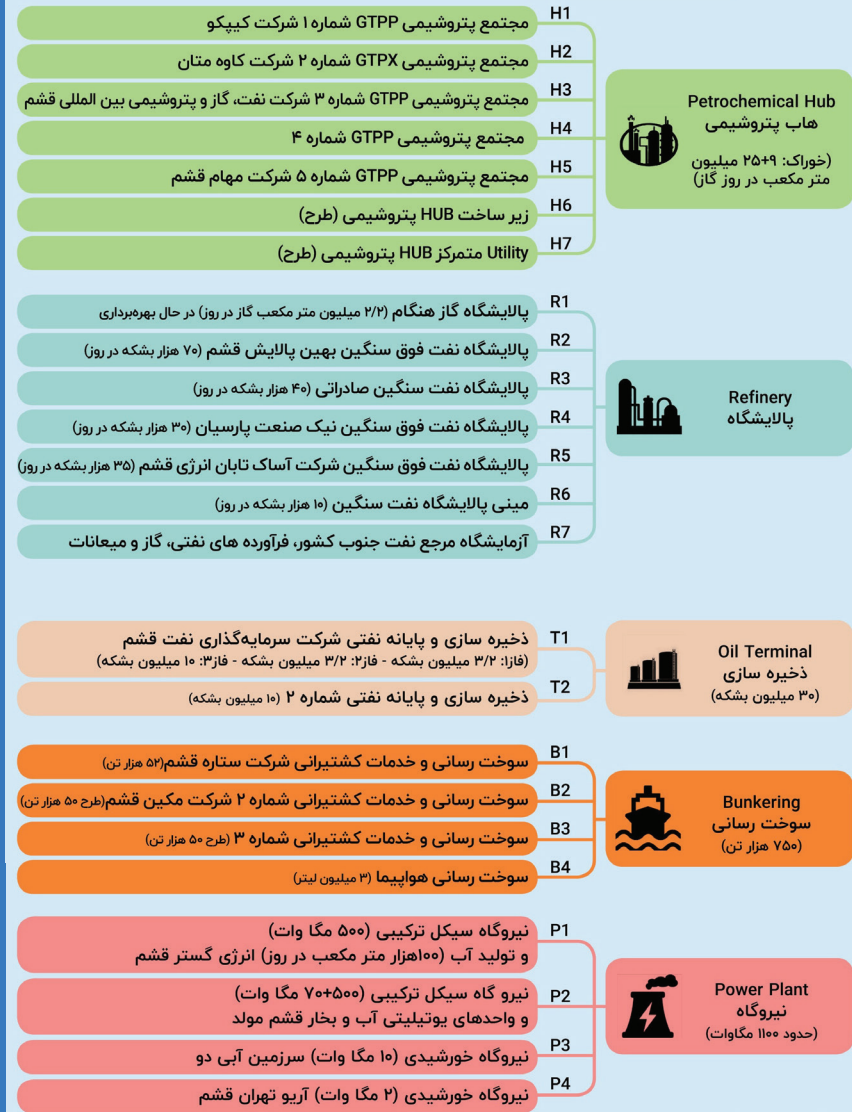 Petrochemical Hub
هاب پتروشیمی
(خوراک: ۹+۲۵ میلیون
متر مکعب در روز گاز)
H1
مجتمع پتروشیمی GTPP شماره ۱ شرکت کیپکو
H2
مجتمع پتروشیمی GTPX شماره ۲ شرکت کاوه متان
H3
مجتمع پتروشیمی GTPP شماره ۳ شرکت نفت، گاز و پتروشیمی بین المللی قشم
H4
مجتمع پتروشیمی GTPP شماره ۴
H5
مجتمع پتروشیمی GTPP شماره ۵ شرکت مهام قشم
H6
زیر ساخت HUB پتروشیمی (طرح)
H7
Utility متمرکز HUB پتروشیمی (طرح)
Refinery
پالایشگاه
R1
پالایشگاه گاز هنگام (۲/۲ میلیون متر مکعب گاز در روز) در حال بهره‌برداری
R2
پالایشگاه نفت فوق سنگین بهین پالایش قشم (۷۰ هزار بشکه در روز)
R3
پالایشگاه نفت سنگین صادراتی (۴۰ هزار بشکه در روز)
R4
پالایشگاه نفت فوق سنگین نیک صنعت پارسیان (۳۰ هزار بشکه در روز)
R5
پالایشگاه نفت فوق سنگین شرکت آساک تابان انرژی قشم (۳۵ هزار بشکه در روز)
R6
مینی پالایشگاه نفت سنگین (۱۰ هزار بشکه در روز)
R7
آزمایشگاه مرجع نفت جنوب کشور، فرآورده های نفتی، گاز و میعانات
Oil Terminal
ذخیره سازی
(۳۰ میلیون بشکه)
T1
ذخیره سازی و پایانه نفتی شرکت سرمایه‌گذاری نفت قشم
(فاز۱: ۳/۲ میلیون بشکه - فاز۲: ۳/۲ میلیون بشکه - فاز۳: ۱۰ میلیون بشکه)
T2
ذخیره سازی و پایانه نفتی شماره ۲ (۱۰ میلیون بشکه)
Bunkering
سوخت رسانی
(۷۵۰ هزار تن)
B1
سوخت رسانی و خدمات کشتیرانی شرکت ستاره قشم(۵۲ هزار تن)
B2
سوخت رسانی و خدمات کشتیرانی شماره ۲ شرکت مکین قشم(طرح ۵۰ هزار تن)
B3
سوخت رسانی و خدمات کشتیرانی شماره ۳ (طرح ۵۰ هزار تن)
B4
سوخت رسانی هواپیما (۳ میلیون لیتر)
Power Plant
نیروگاه
(حدود ۱۱۰۰ مگاوات)
P1
نیروگاه سیکل ترکیبی (۵۰۰ مگا وات)
و تولید آب (۱۰۰هزار متر مکعب در روز) انرژی گستر قشم
P2
نیرو گاه سیکل ترکیبی (۵۰۰+۷۰ مگا وات)
و واحدهای یوتیلیتی آب و بخار قشم مولد
P3
نیروگاه خورشیدی (۱۰ مگا وات) سرزمین آبی دو
P4
نیروگاه خورشیدی (۲ مگا وات) آریو تهران قشم